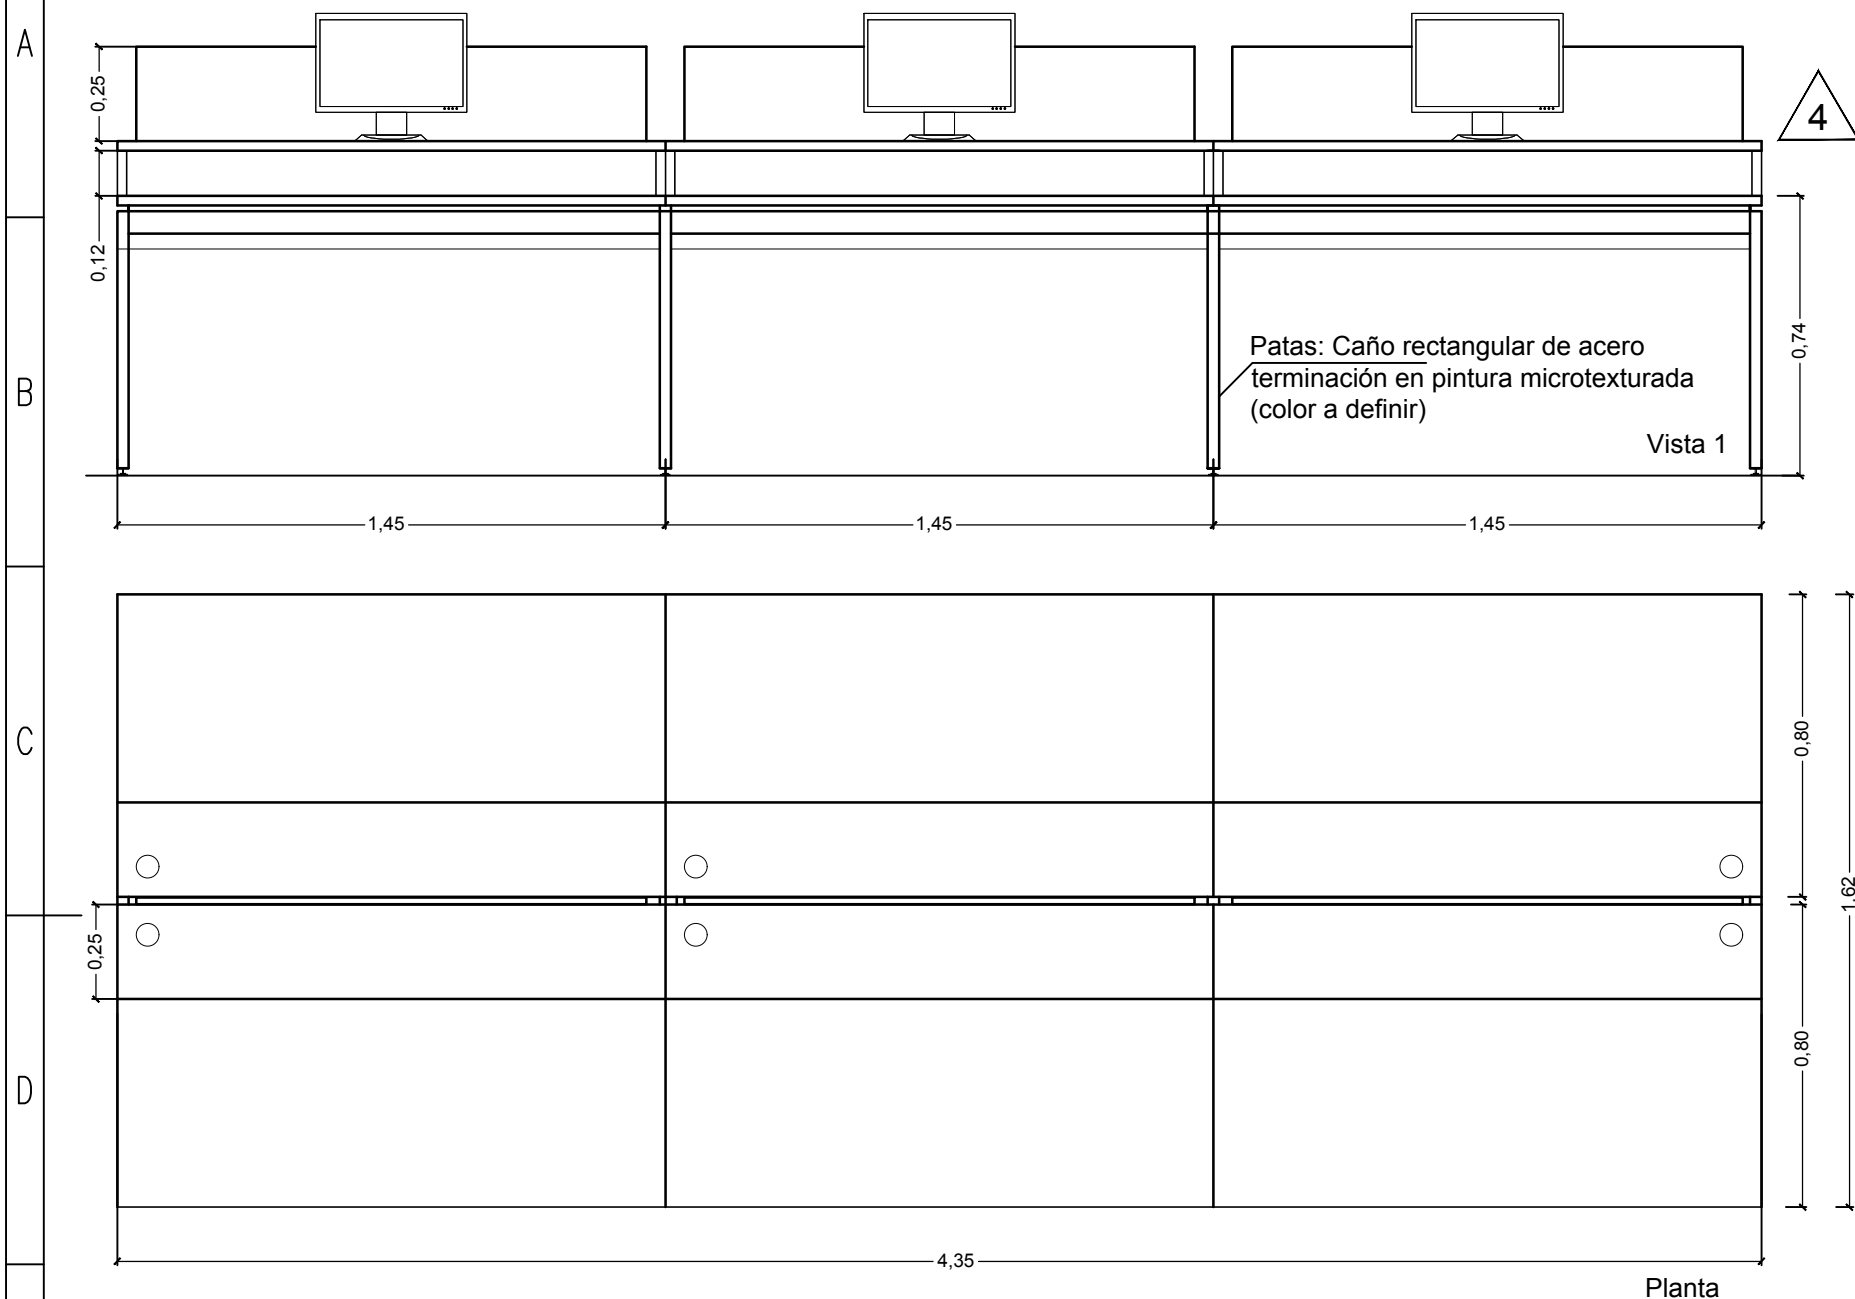 A
0,25
4
0,12
0,74
B
Patas: Caño rectangular de acero
terminación en pintura microtexturada
(color a definir)
Vista 1
1,45
1,45
1,45
C
0,80
1,62
0,25
0,80
D
4,35
Planta